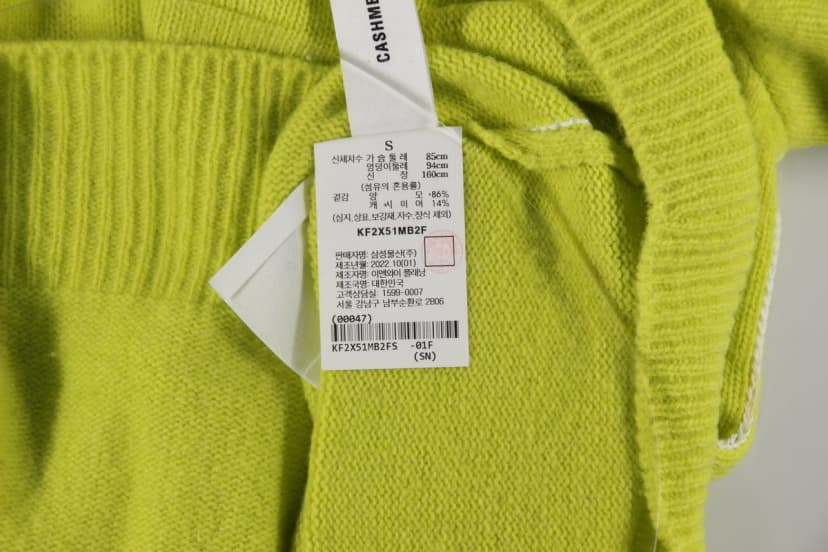 CASHME
S
신체치수 가 슴 둘 레 85cm
엉덩이둘레 94cm
신 장 160cm
(섬유의 혼용률)
겉감 양 모 86%
캐 시 미 어 14%
(심지,상표,보강재,자수,장식 제외)
KF2X51MB2F
판매자명: 삼성물산(주)
제조년월: 2022.10(01)
제조자명: 이엔와이 플래닝
제조국명: 대한민국
고객상담실: 1599-0007
서울 강남구 남부순환로 2806
(00047)
KF2X51MB2FS -01F
(SN)